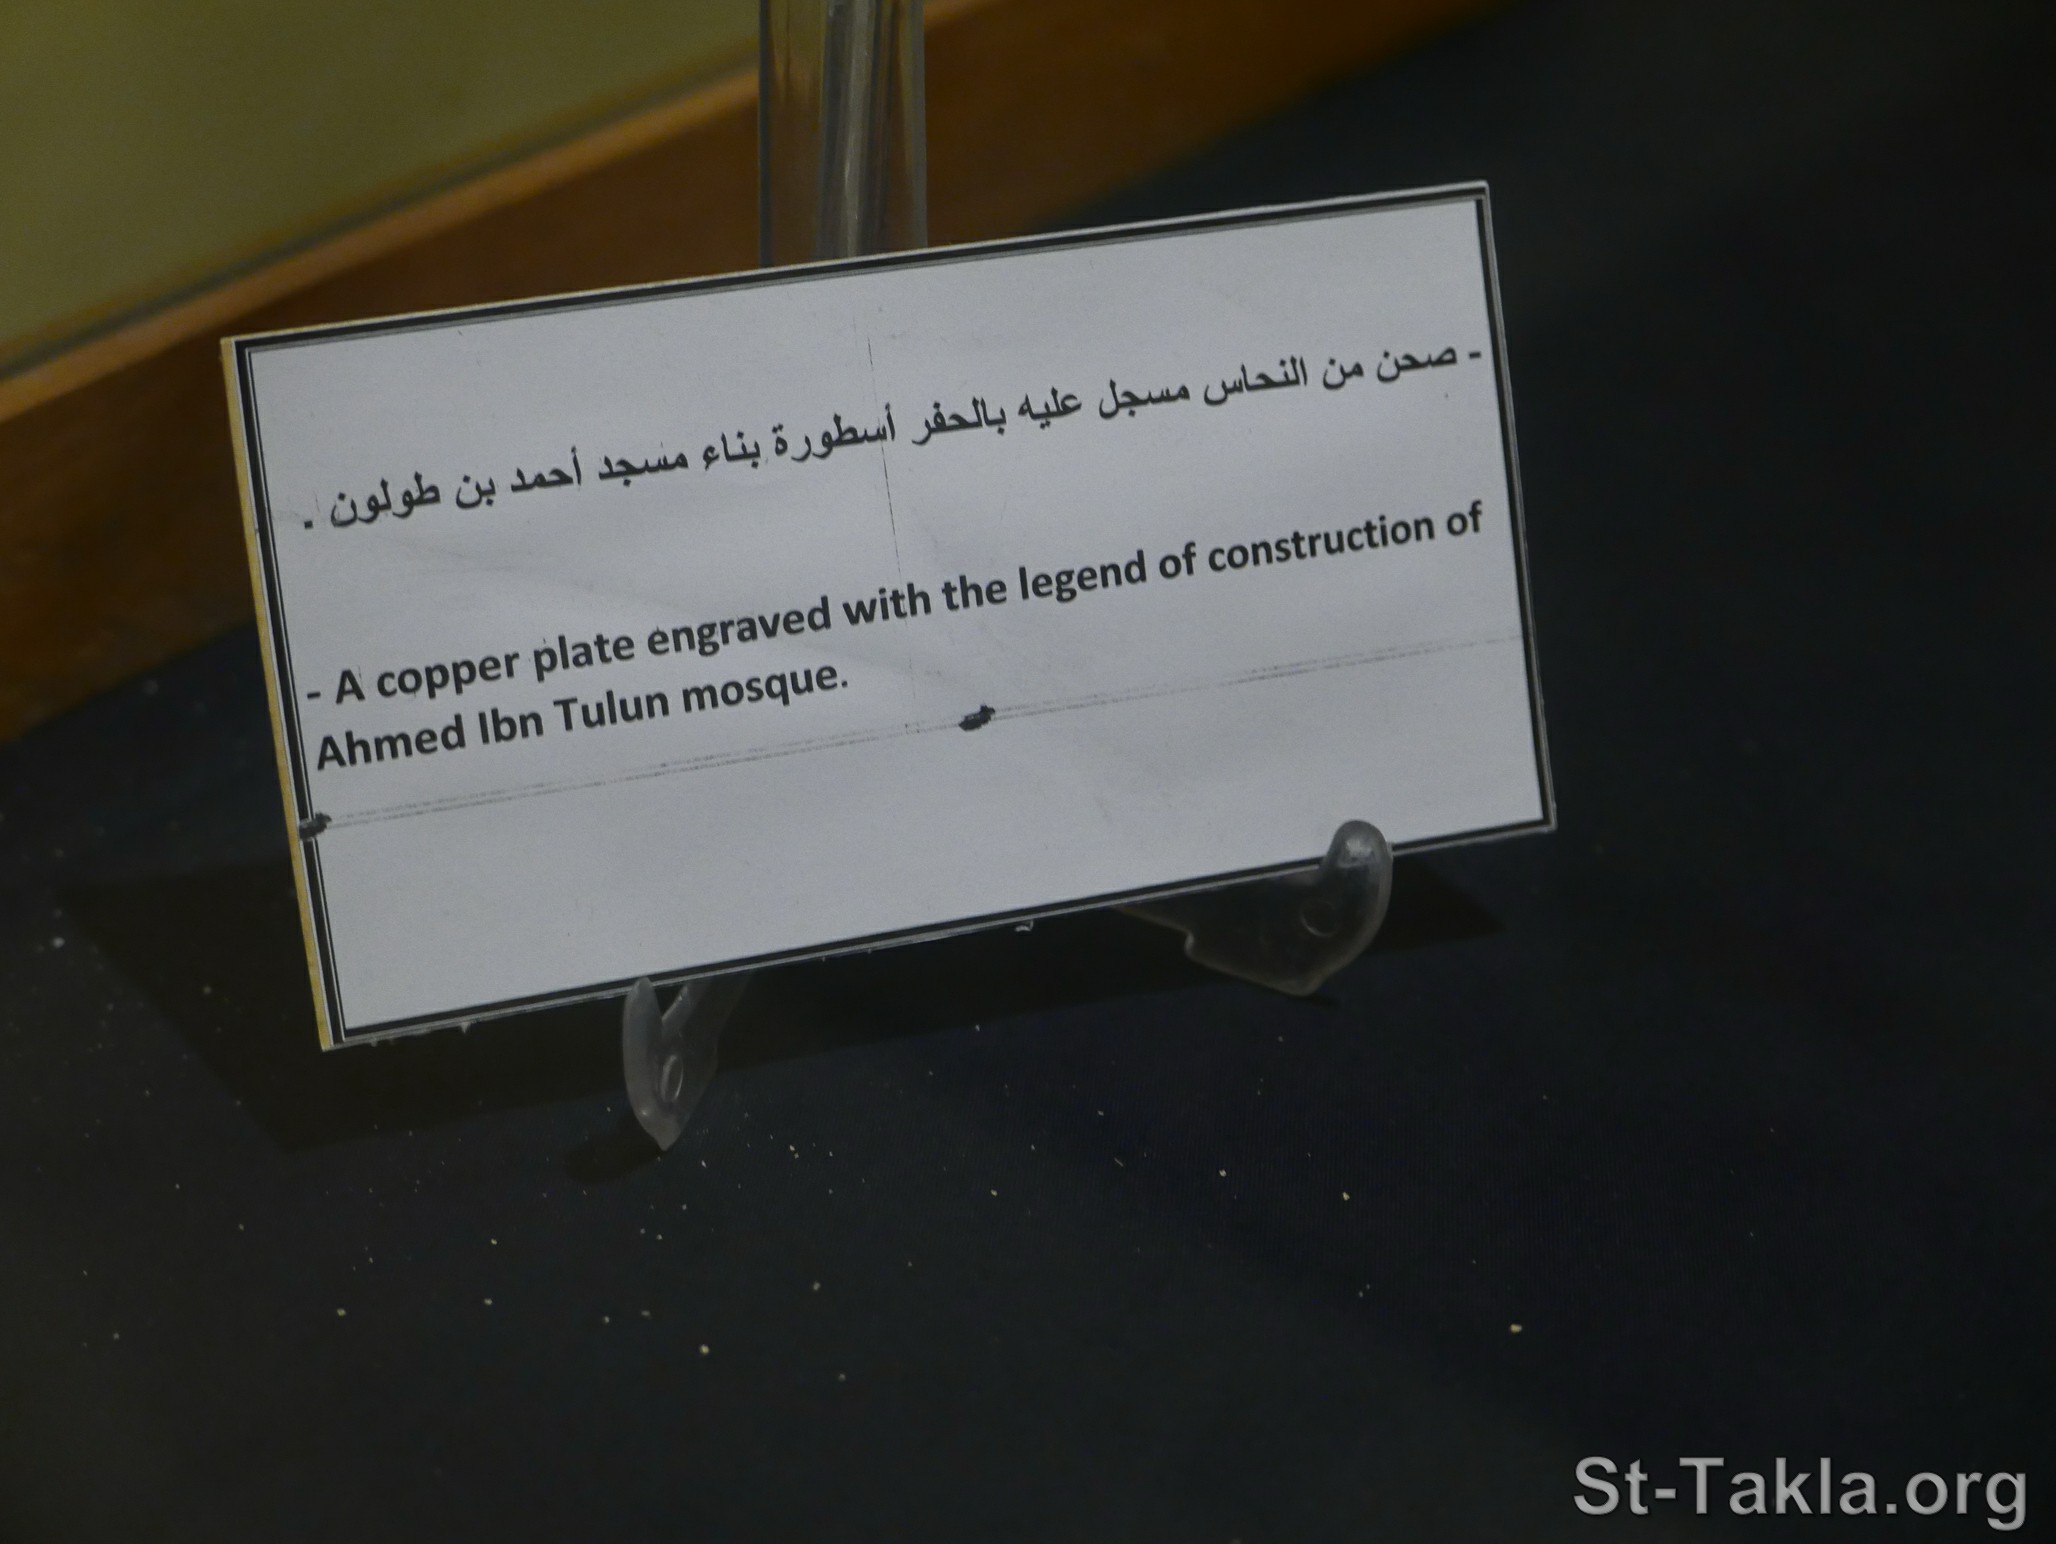 - صحن من النحاس مسجل عليه بالحفر أسطورة بناء مسجد أحمد بن طولون .
- A copper plate engraved with the legend of construction of
Ahmed Ibn Tulun mosque.
St-Takla.org